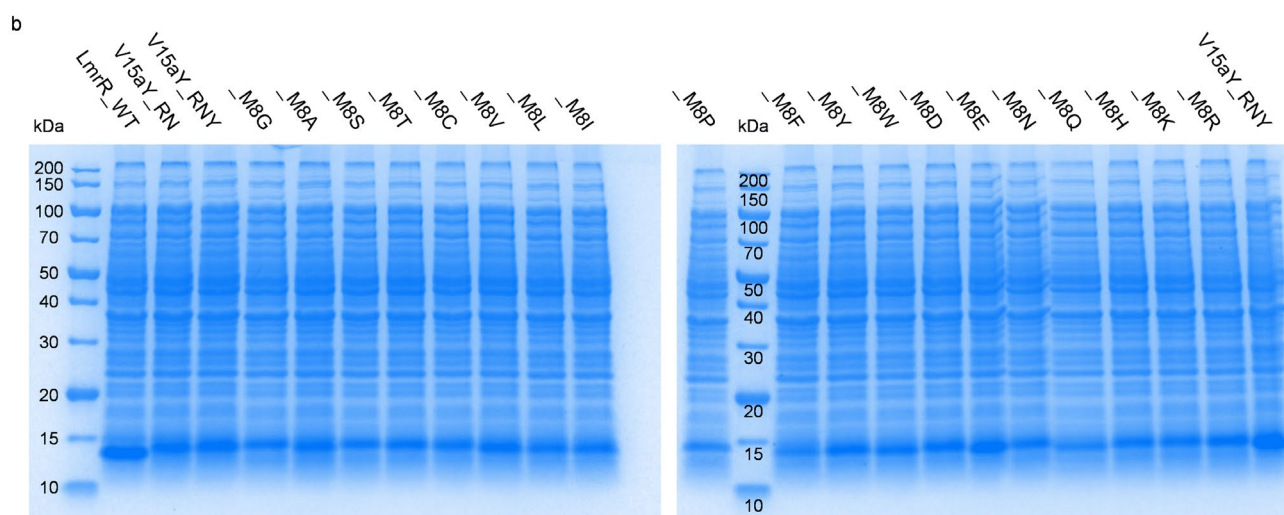 b
LmrR_WT
V15aY_RN
V15aY_RNY
_M8G
_M8A
_M8S
_M8T
_M8C
_M8V
_M8L
_M8I
kDa
200
150
100
70
50
40
30
20
15
10
_M8P
kDa
_M8F
_M8Y
_M8W
_M8D
_M8E
_M8N
_M8Q
_M8H
_M8K
_M8R
V15aY_RNY
200
150
100
70
50
40
30
20
15
10